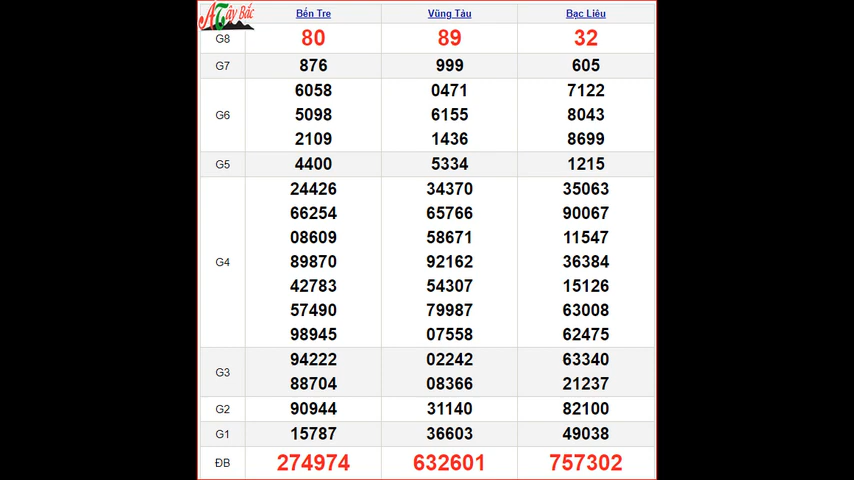 A Tây Bắc
Bến Tre Vũng Tàu Bạc Liêu
G8 80 89 32
G7 876 999 605
6058 0471 7122
G6 5098 6155 8043
2109 1436 8699
G5 4400 5334 1215
24426 34370 35063
66254 65766 90067
08609 58671 11547
G4 89870 92162 36384
42783 54307 15126
57490 79987 63008
98945 07558 62475
G3 94222 02242 63340
88704 08366 21237
G2 90944 31140 82100
G1 15787 36603 49038
ĐB 274974 632601 757302